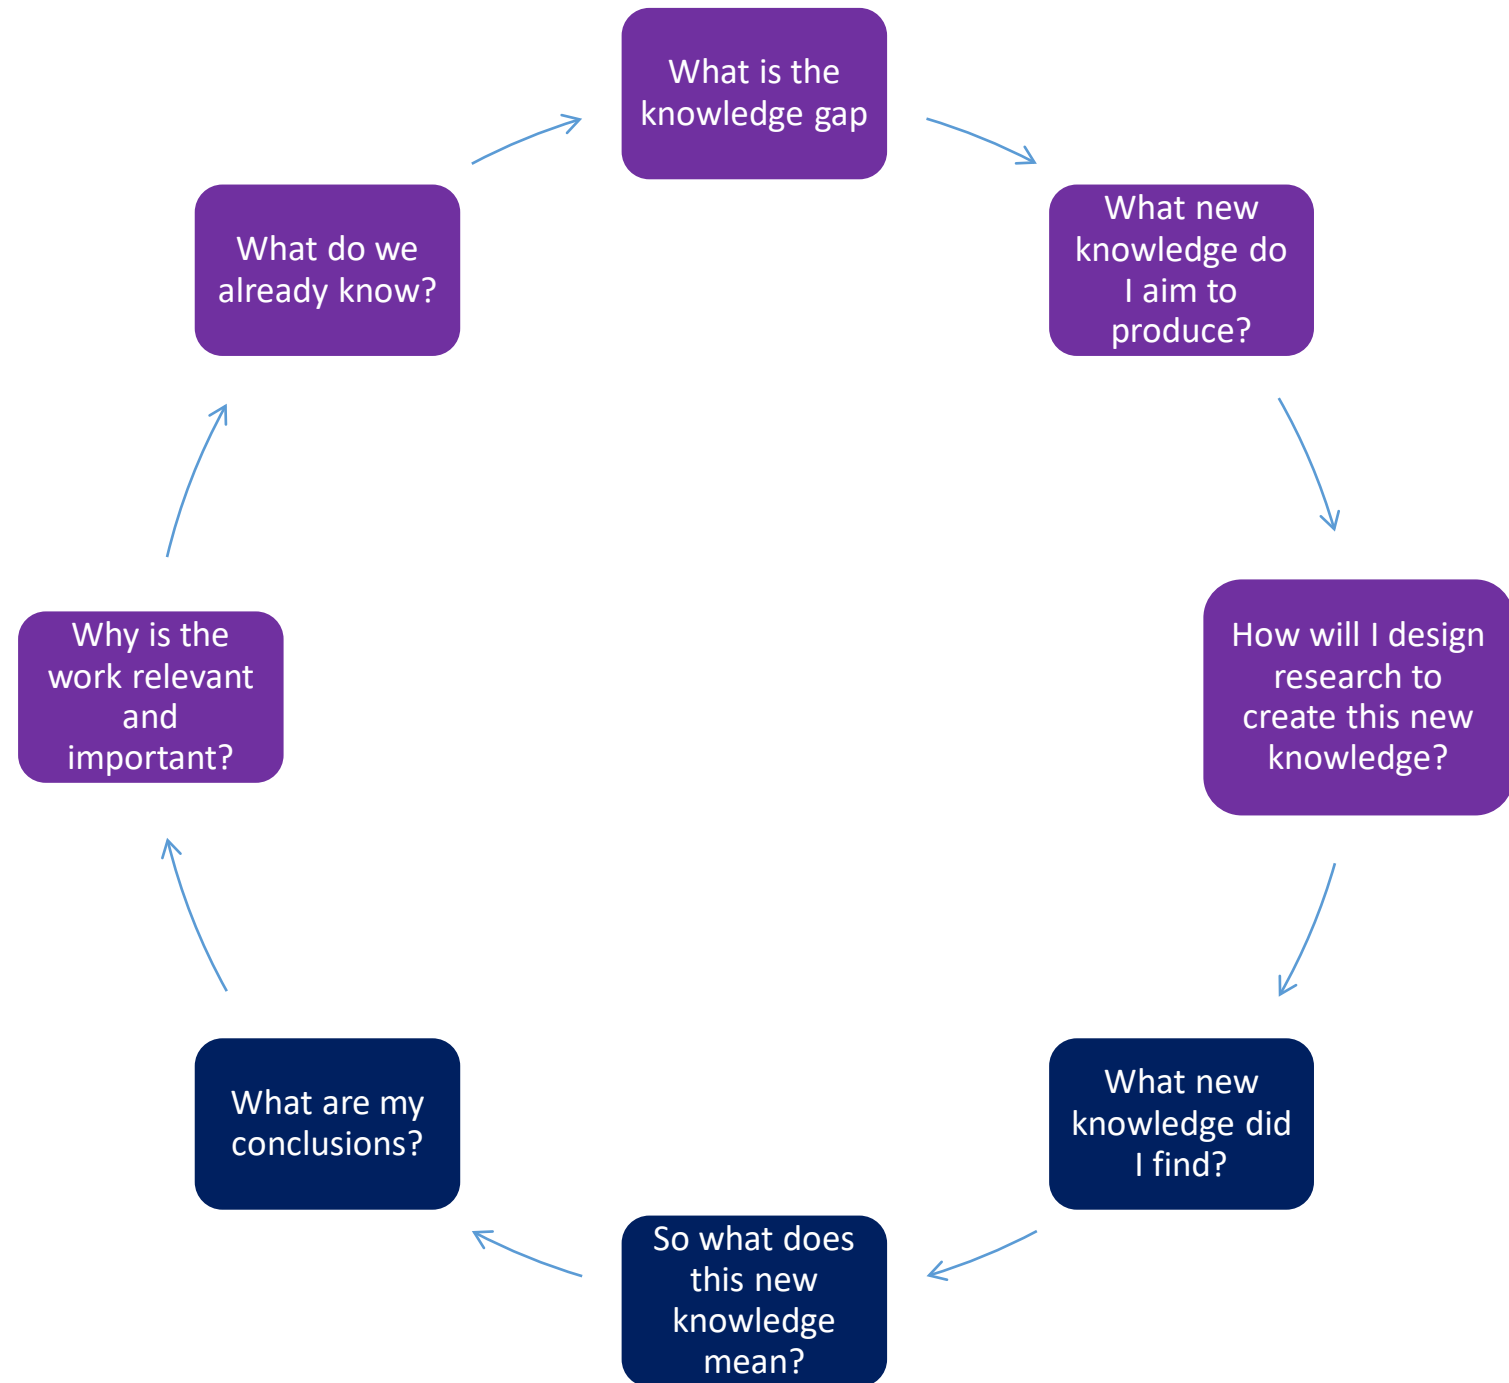 What is the
knowledge gap
What new
knowledge do
I aim to
produce?
How will I design
research to
create this new
knowledge?
What new
knowledge did
I find?
So what does
this new
knowledge
mean?
What are my
conclusions?
Why is the
work relevant
and
important?
What do we
already know?